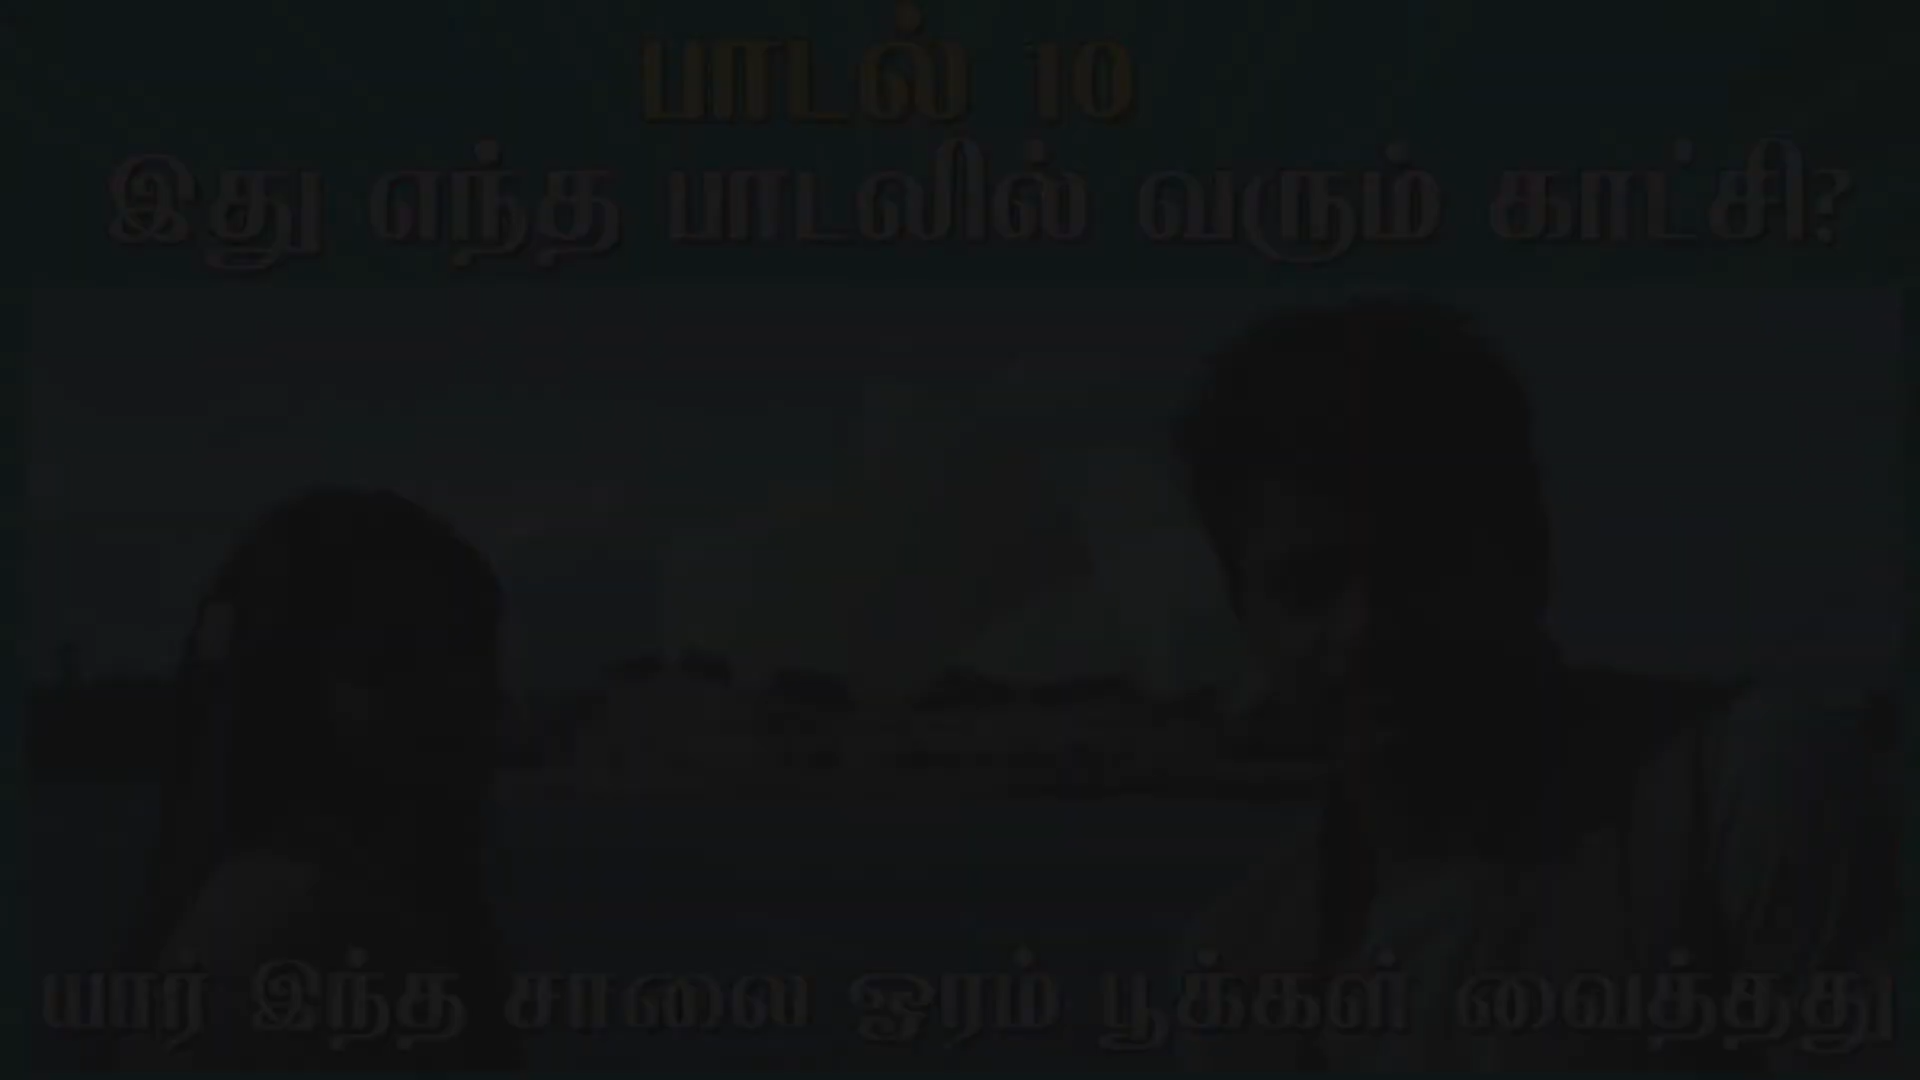 பாடல் 10
இது எந்த பாடலில் வரும் காட்சி?
யார் இந்த சாலை ஓரம் பூக்கள் வைத்தது